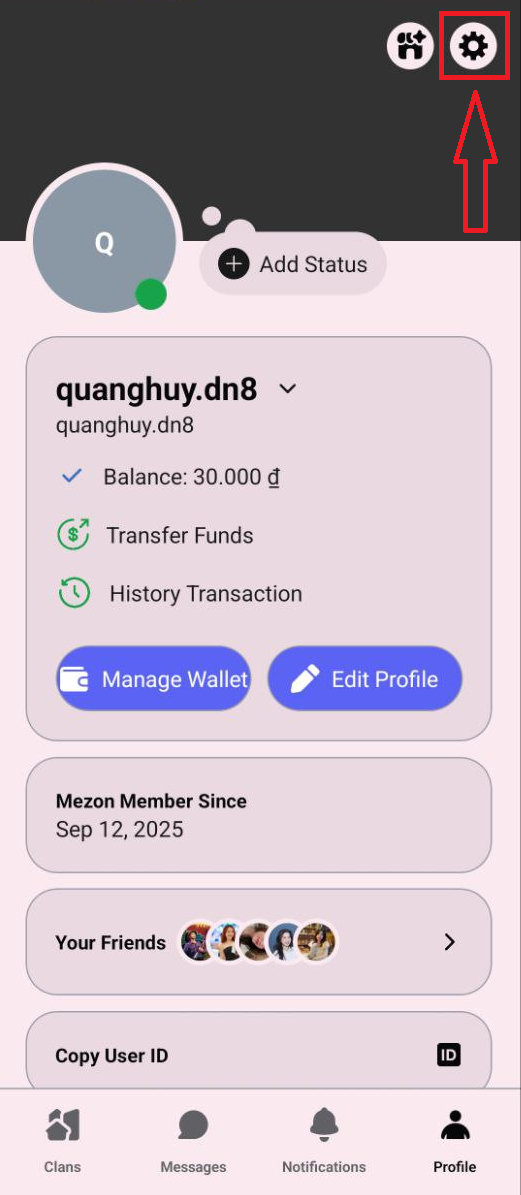 Q
Add Status
quanghuy.dn8
quanghuy.dn8
Balance: 30.000 ₫
$
Transfer Funds
History Transaction
Manage Wallet
Edit Profile
Mezon Member Since
Sep 12, 2025
Your Friends
Copy User ID
ID
Clans
Messages
Notifications
Profile